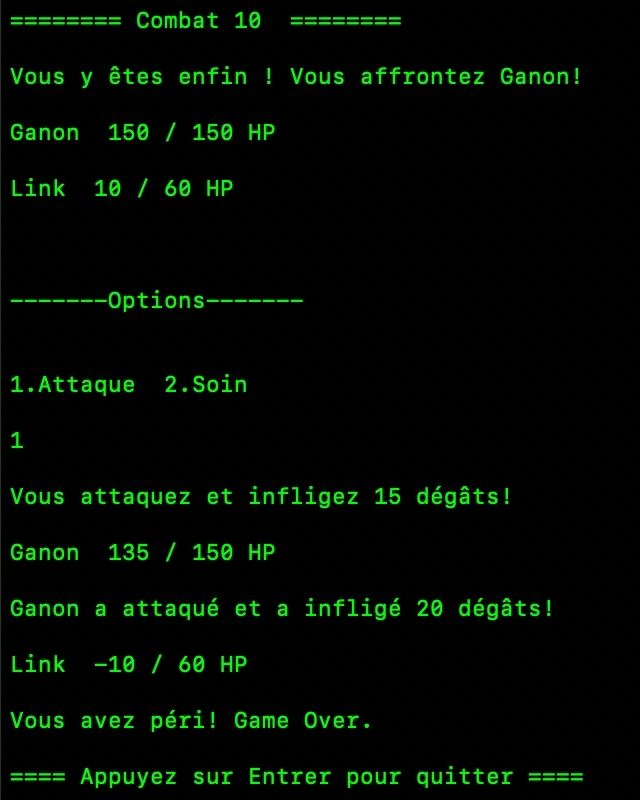 ======== Combat 10  ========
Vous y êtes enfin ! Vous affrontez Ganon!
Ganon  150 / 150 HP
Link  10 / 60 HP
-------Options-------
1.Attaque  2.Soin
1
Vous attaquez et infligez 15 dégâts!
Ganon  135 / 150 HP
Ganon a attaqué et a infligé 20 dégâts!
Link  -10 / 60 HP
Vous avez péri! Game Over.
==== Appuyez sur Entrer pour quitter ====